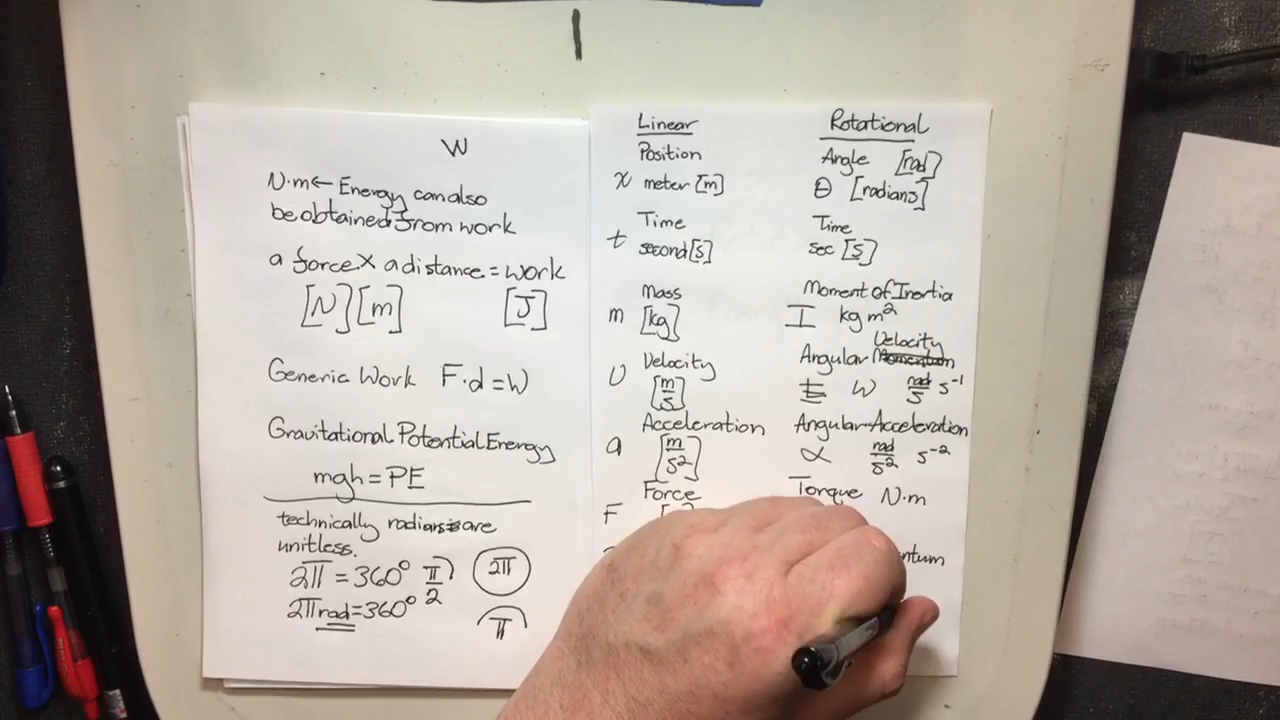 W
N·m← Energy can also
be obtained from work
a force × a distance = work
[N][m] [J]
Generic Work F·d=W
Gravitational Potential Energy
mgh = PE
technically radians are
unitless.
2π = 360° π/2 2π
2π rad = 360° π
Linear
Position
x meter [m]
Time
t second [s]
Mass
m [kg]
Velocity
v [m/s]
Acceleration
a [m/s²]
Force
F
Rotational
Angle [rad]
θ [radians]
Time
sec [s]
Moment Of Inertia
I kg m²
Velocity
Angular Momentum
ω rad/s s⁻¹
Angular Acceleration
α rad/s² s⁻²
Torque N·m
ntum